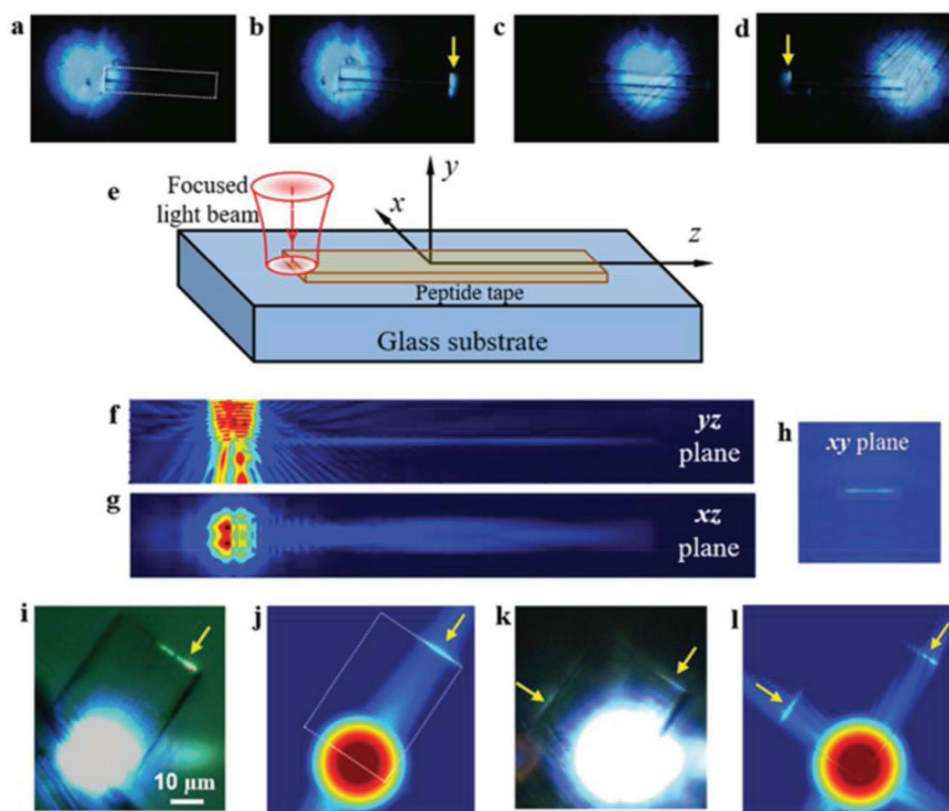 a
b
c
d
e
Focused
light beam
y
x
z
Peptide tape
Glass substrate
f
yz
plane
g
xz
plane
h
xy plane
i
10 μm
j
k
l